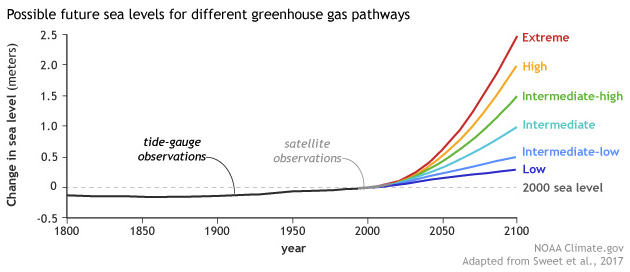 Possible future sea levels for different greenhouse gas pathways
Change in sea level (meters)
2.5
2.0
1.5
1.0
0.5
0
-0.5
tide-gauge
observations
satellite
observations
Extreme
High
Intermediate-high
Intermediate
Intermediate-low
Low
2000 sea level
1800
1850
1900
1950
2000
2050
2100
year
NOAA Climate.gov
Adapted from Sweet et al., 2017